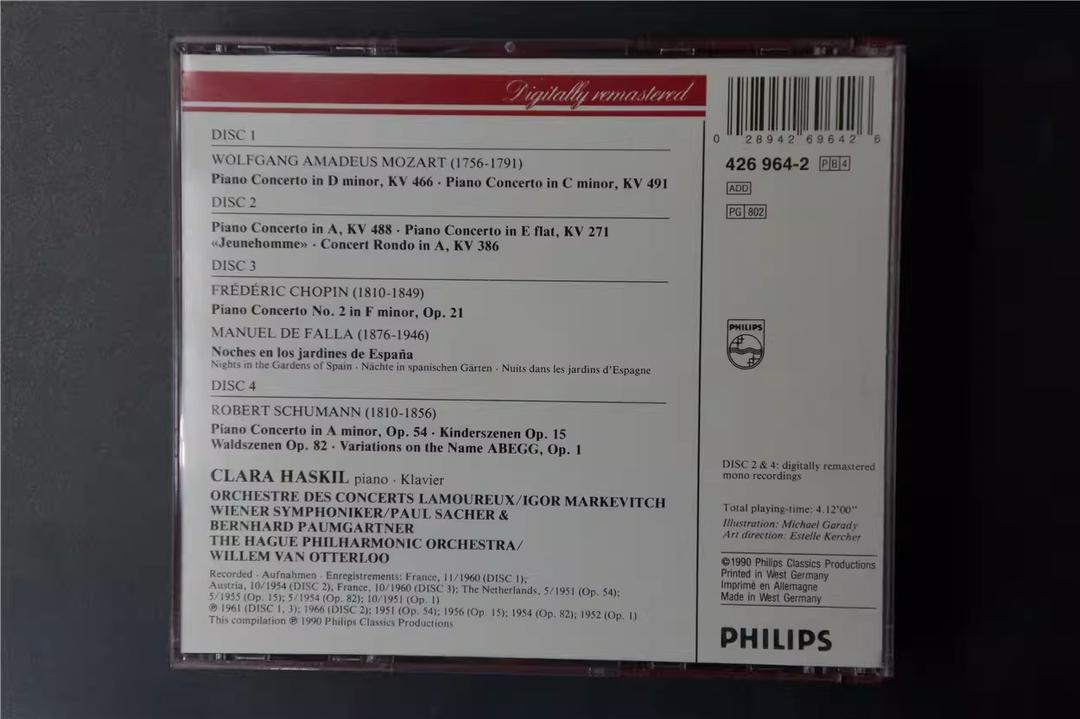 Digitally remastered
DISC 1
WOLFGANG AMADEUS MOZART (1756-1791)
Piano Concerto in D minor, KV 466 · Piano Concerto in C minor, KV 491
DISC 2
Piano Concerto in A, KV 488 · Piano Concerto in E flat, KV 271
«Jeunehomme» · Concert Rondo in A, KV 386
DISC 3
FRÉDÉRIC CHOPIN (1810-1849)
Piano Concerto No. 2 in F minor, Op. 21
MANUEL DE FALLA (1876-1946)
Noches en los jardines de España
Nights in the Gardens of Spain · Nächte in spanischen Gärten · Nuits dans les jardins d'Espagne
DISC 4
ROBERT SCHUMANN (1810-1856)
Piano Concerto in A minor, Op. 54 · Kinderszenen Op. 15
Waldszenen Op. 82 · Variations on the Name ABEGG, Op. 1
CLARA HASKIL piano · Klavier
ORCHESTRE DES CONCERTS LAMOUREUX/IGOR MARKEVITCH
WIENER SYMPHONIKER/PAUL SACHER &
BERNHARD PAUMGARTNER
THE HAGUE PHILHARMONIC ORCHESTRA/
WILLEM VAN OTTERLOO
Recorded · Aufnahmen · Enregistrements: France, 11/1960 (DISC 1);
Austria, 10/1954 (DISC 2); France, 10/1960 (DISC 3); The Netherlands, 5/1951 (Op. 54);
5/1955 (Op. 15); 5/1954 (Op. 82); 10/1951 (Op. 1)
℗ 1961 (DISC 1, 3); 1966 (DISC 2); 1951 (Op. 54); 1956 (Op. 15); 1954 (Op. 82); 1952 (Op. 1)
This compilation ℗ 1990 Philips Classics Productions
0 28942 69642 6
426 964-2 PB4
ADD
PG 802
PHILIPS
DISC 2 & 4: digitally remastered
mono recordings
Total playing-time: 4.12'00"
Illustration: Michael Garady
Art direction: Estelle Kercher
©1990 Philips Classics Productions
Printed in West Germany
Imprimé en Allemagne
Made in West Germany
PHILIPS